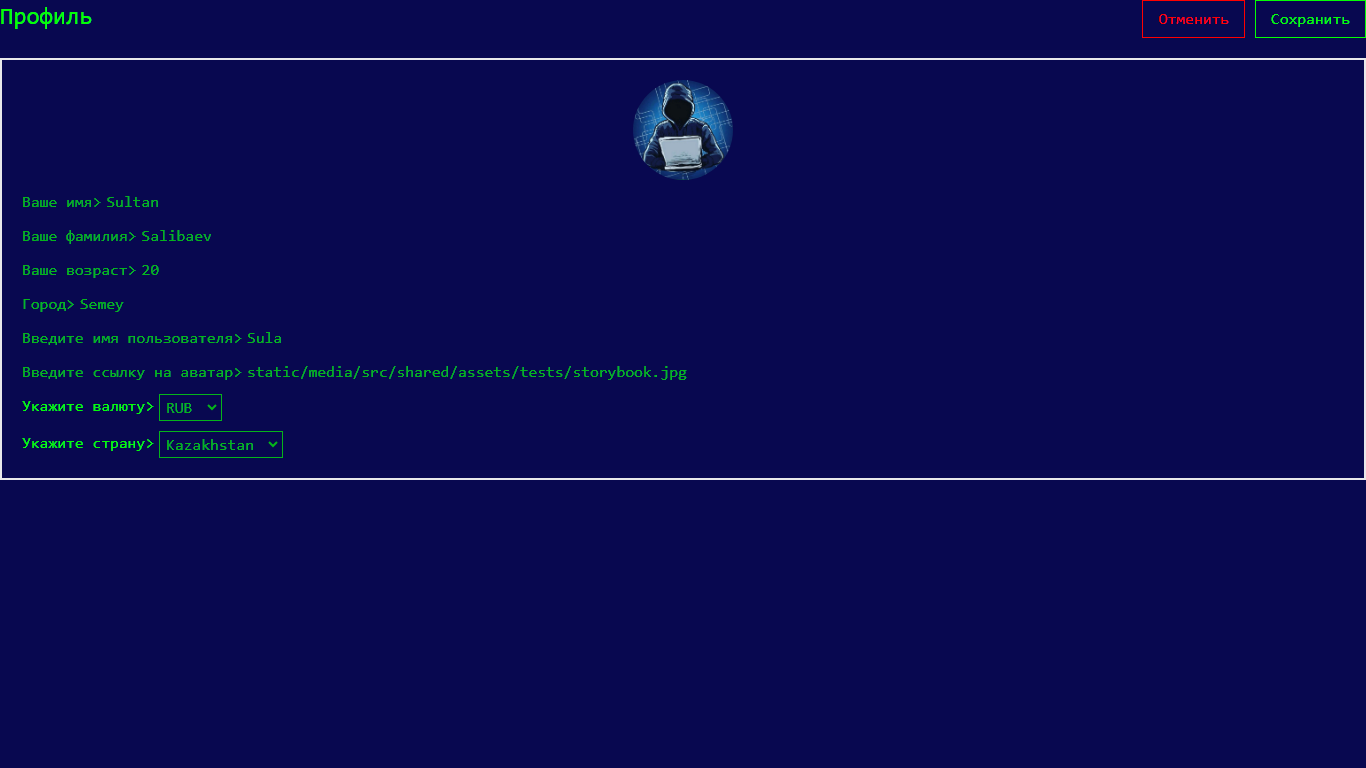 Профиль
Отменить Сохранить
Ваше имя> Sultan
Ваше фамилия> Salibaev
Ваше возраст> 20
Город> Semey
Введите имя пользователя> Sula
Введите ссылку на аватар> static/media/src/shared/assets/tests/storybook.jpg
Укажите валюту> RUB
Укажите страну> Kazakhstan